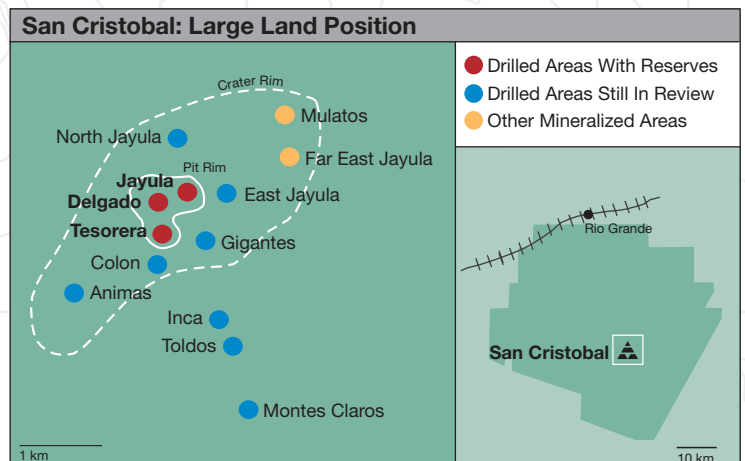 San Cristobal: Large Land Position
Crater Rim
Mulatos
North Jayula
Far East Jayula
Pit Rim
Jayula
Delgado
East Jayula
Tesorera
Gigantes
Colon
Animas
Inca
Toldos
Montes Claros
1 km
Drilled Areas With Reserves
Drilled Areas Still In Review
Other Mineralized Areas
Rio Grande
San Cristobal
10 km